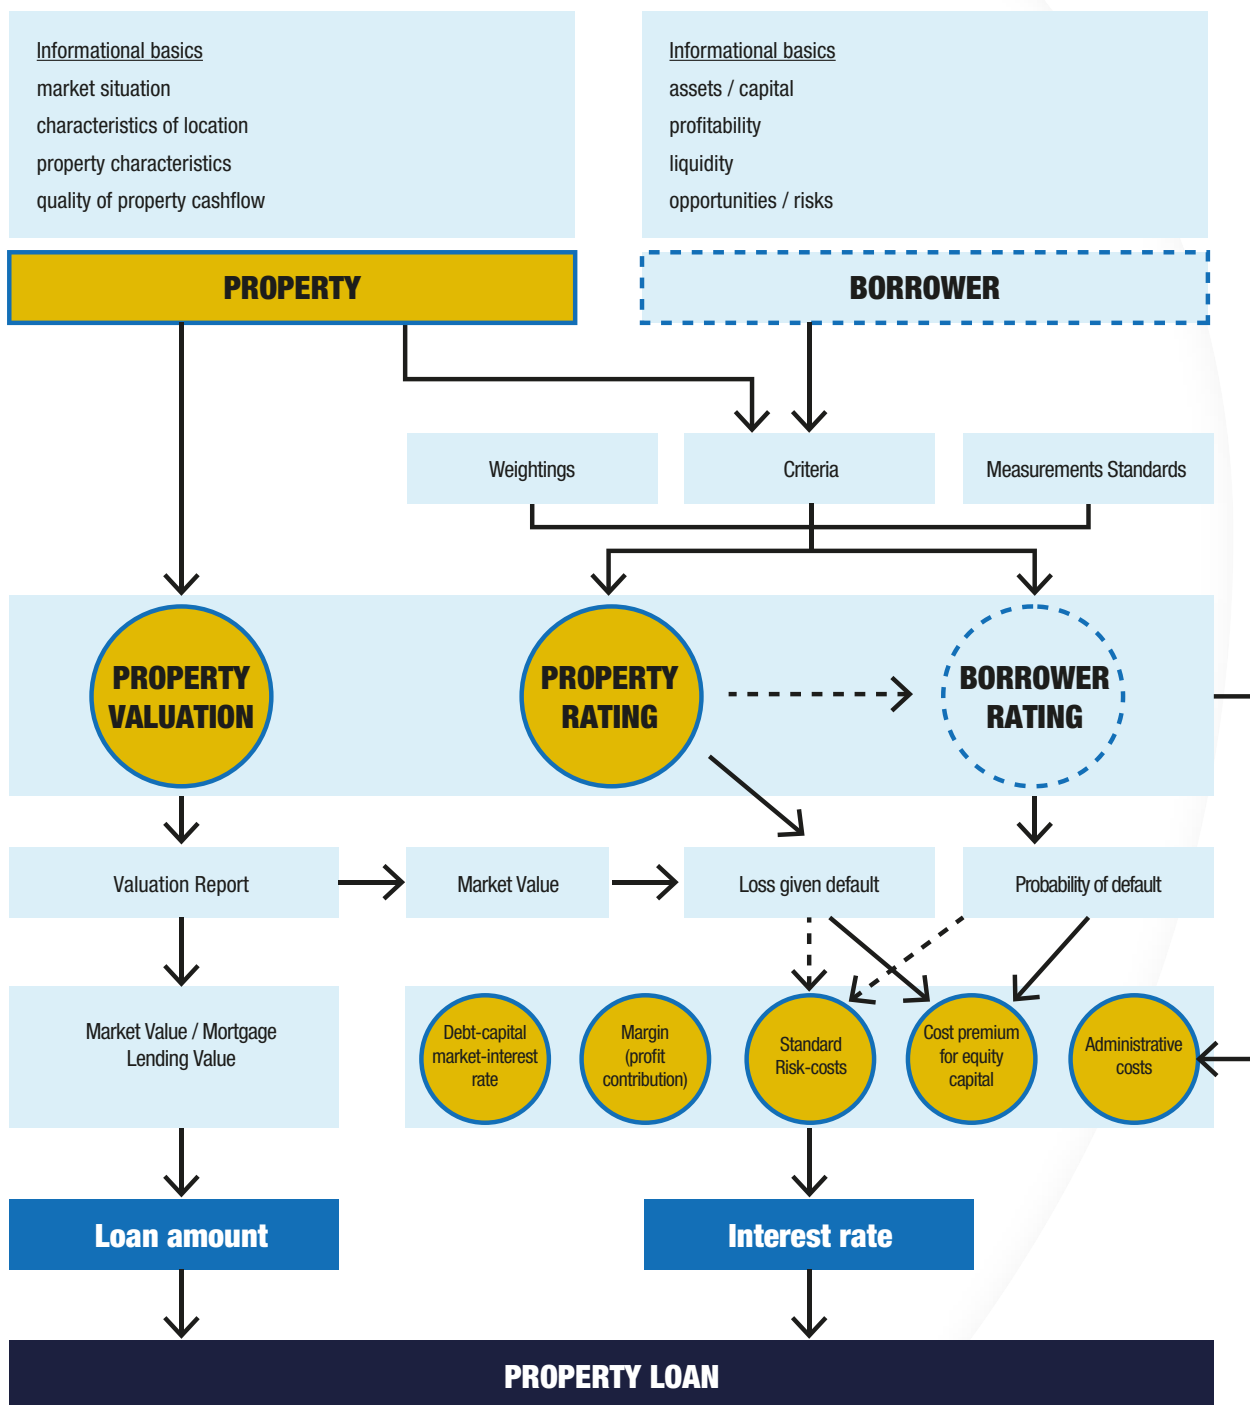 Informational basics
market situation
characteristics of location
property characteristics
quality of property cashflow
Informational basics
assets / capital
profitability
liquidity
opportunities / risks
PROPERTY
BORROWER
Weightings
Criteria
Measurements Standards
PROPERTY
VALUATION
PROPERTY
RATING
BORROWER
RATING
Valuation Report
Market Value
Loss given default
Probability of default
Market Value / Mortgage
Lending Value
Debt-capital
market-interest
rate
Margin
(profit
contribution)
Standard
Risk-costs
Cost premium
for equity
capital
Administrative
costs
Loan amount
Interest rate
PROPERTY LOAN